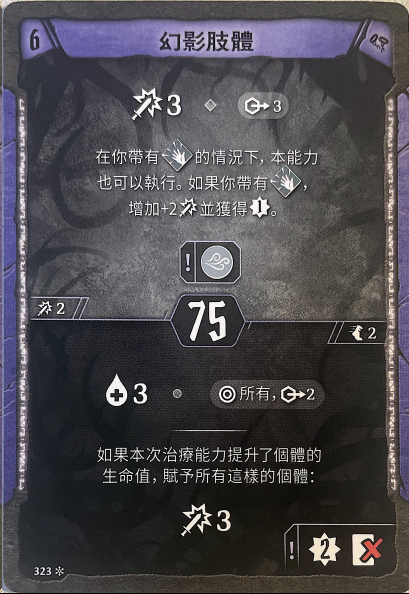 6 幻影肢體
3 3
在你帶有的情況下，本能力
也可以執行。如果你帶有，
增加+2並獲得1。
!
2 75 2
3 所有，2
如果本次治療能力提升了個體的
生命值，賦予所有這樣的個體：
3
! 2
323